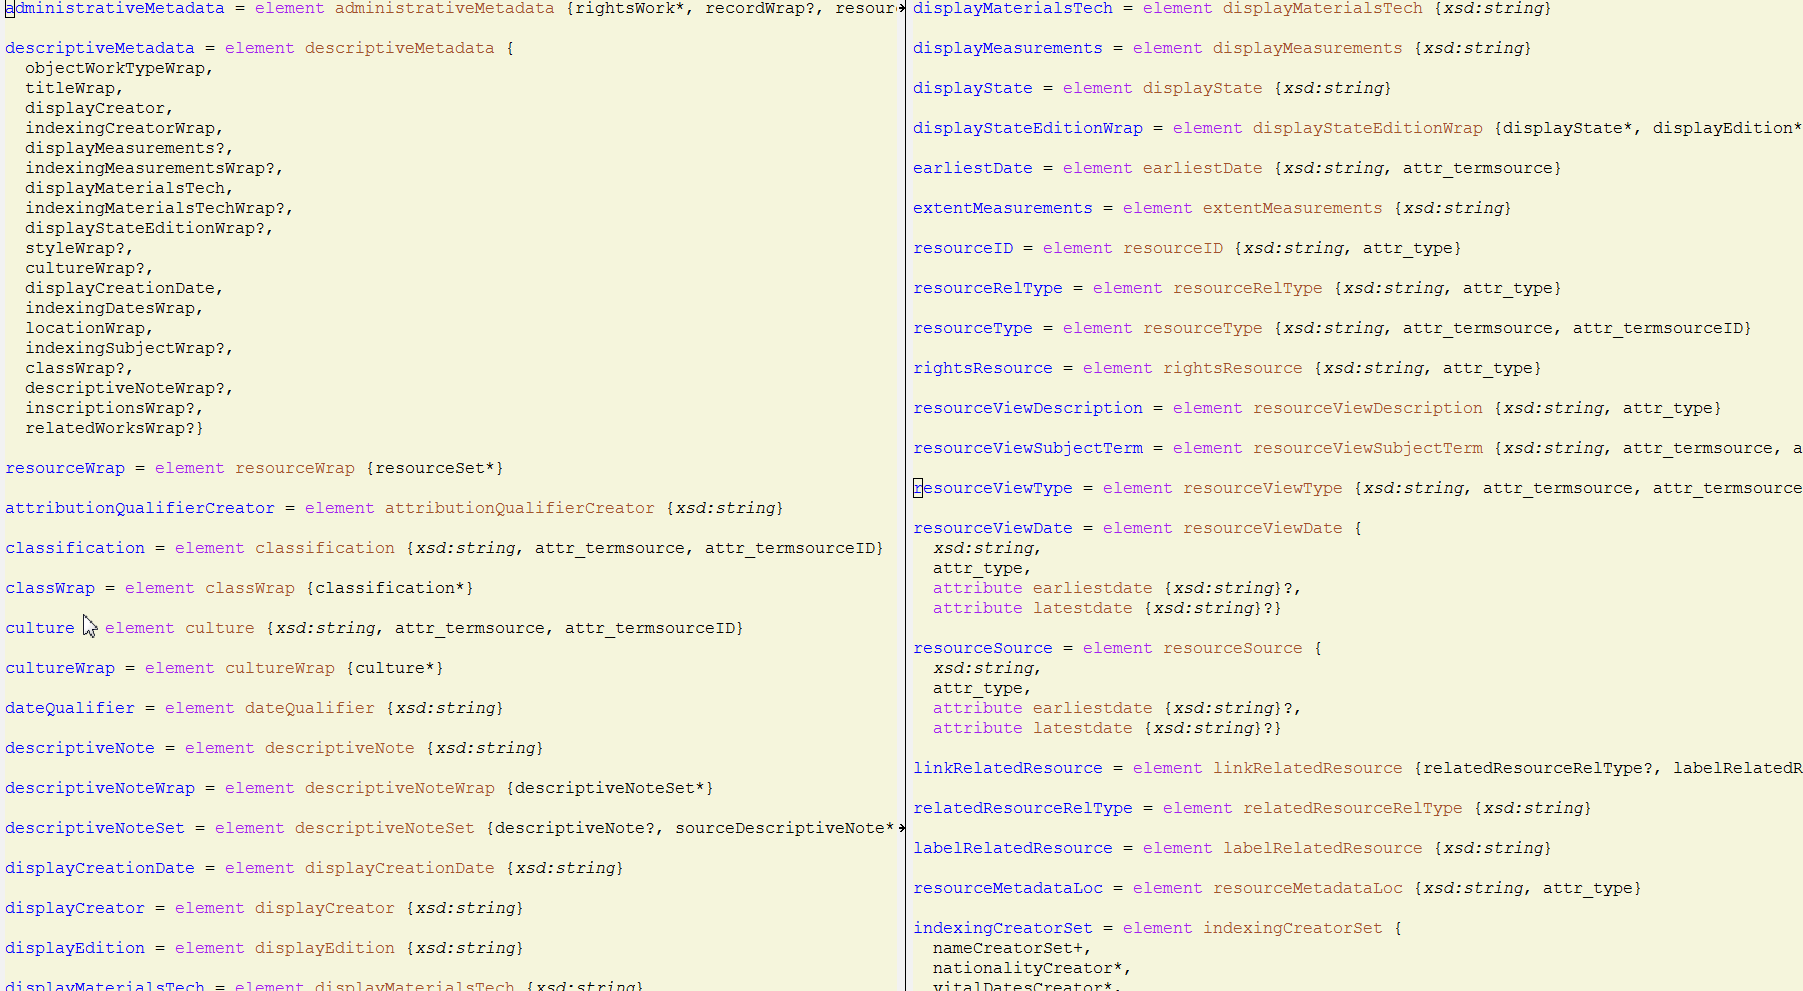 administrativeMetadata = element administrativeMetadata {rightsWork*, recordWrap?, resour
descriptiveMetadata = element descriptiveMetadata {
objectWorkTypeWrap,
titleWrap,
displayCreator,
indexingCreatorWrap,
displayMeasurements?,
indexingMeasurementsWrap?,
displayMaterialsTech,
indexingMaterialsTechWrap?,
displayStateEditionWrap?,
styleWrap?,
cultureWrap?,
displayCreationDate,
indexingDatesWrap,
locationWrap,
indexingSubjectWrap?,
classWrap?,
descriptiveNoteWrap?,
inscriptionsWrap?,
relatedWorksWrap?}
resourceWrap = element resourceWrap {resourceSet*}
attributionQualifierCreator = element attributionQualifierCreator {xsd:string}
classification = element classification {xsd:string, attr_termsource, attr_termsourceID}
classWrap = element classWrap {classification*}
culture element culture {xsd:string, attr_termsource, attr_termsourceID}
cultureWrap = element cultureWrap {culture*}
dateQualifier = element dateQualifier {xsd:string}
descriptiveNote = element descriptiveNote {xsd:string}
descriptiveNoteWrap = element descriptiveNoteWrap {descriptiveNoteSet*}
descriptiveNoteSet = element descriptiveNoteSet {descriptiveNote?, sourceDescriptiveNote*
displayCreationDate = element displayCreationDate {xsd:string}
displayCreator = element displayCreator {xsd:string}
displayEdition = element displayEdition {xsd:string}
displayMaterialsTech = element displayMaterialsTech {xsd:string}
displayMaterialsTech = element displayMaterialsTech {xsd:string}
displayMeasurements = element displayMeasurements {xsd:string}
displayState = element displayState {xsd:string}
displayStateEditionWrap = element displayStateEditionWrap {displayState*, displayEdition*
earliestDate = element earliestDate {xsd:string, attr_termsource}
extentMeasurements = element extentMeasurements {xsd:string}
resourceID = element resourceID {xsd:string, attr_type}
resourceRelType = element resourceRelType {xsd:string, attr_type}
resourceType = element resourceType {xsd:string, attr_termsource, attr_termsourceID}
rightsResource = element rightsResource {xsd:string, attr_type}
resourceViewDescription = element resourceViewDescription {xsd:string, attr_type}
resourceViewSubjectTerm = element resourceViewSubjectTerm {xsd:string, attr_termsource, a
resourceViewType = element resourceViewType {xsd:string, attr_termsource, attr_termsource
resourceViewDate = element resourceViewDate {
xsd:string,
attr_type,
attribute earliestdate {xsd:string}?,
attribute latestdate {xsd:string}?}
resourceSource = element resourceSource {
xsd:string,
attr_type,
attribute earliestdate {xsd:string}?,
attribute latestdate {xsd:string}?}
linkRelatedResource = element linkRelatedResource {relatedResourceRelType?, labelRelatedR
relatedResourceRelType = element relatedResourceRelType {xsd:string}
labelRelatedResource = element labelRelatedResource {xsd:string}
resourceMetadataLoc = element resourceMetadataLoc {xsd:string, attr_type}
indexingCreatorSet = element indexingCreatorSet {
nameCreatorSet+,
nationalityCreator*,
vitalDatesCreator*,